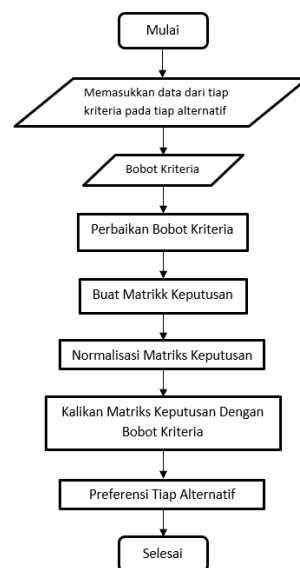 Mulai
Memasukkan data dari tiap
kriteria pada tiap alternatif
Bobot Kriteria
Perbaikan Bobot Kriteria
Buat Matrikk Keputusan
Normalisasi Matriks Keputusan
Kalikan Matriks Keputusan Dengan
Bobot Kriteria
Preferensi Tiap Alternatif
Selesai